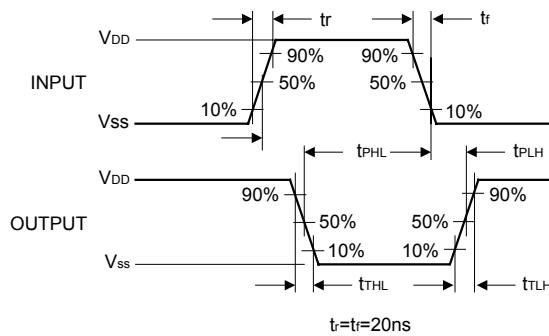 tr
tf
VDD
90%
90%
INPUT
50%
50%
10%
10%
Vss
tPHL
tPLH
VDD
90%
90%
OUTPUT
50%
50%
10%
10%
Vss
tTHL
tTLH
tr=tf=20ns